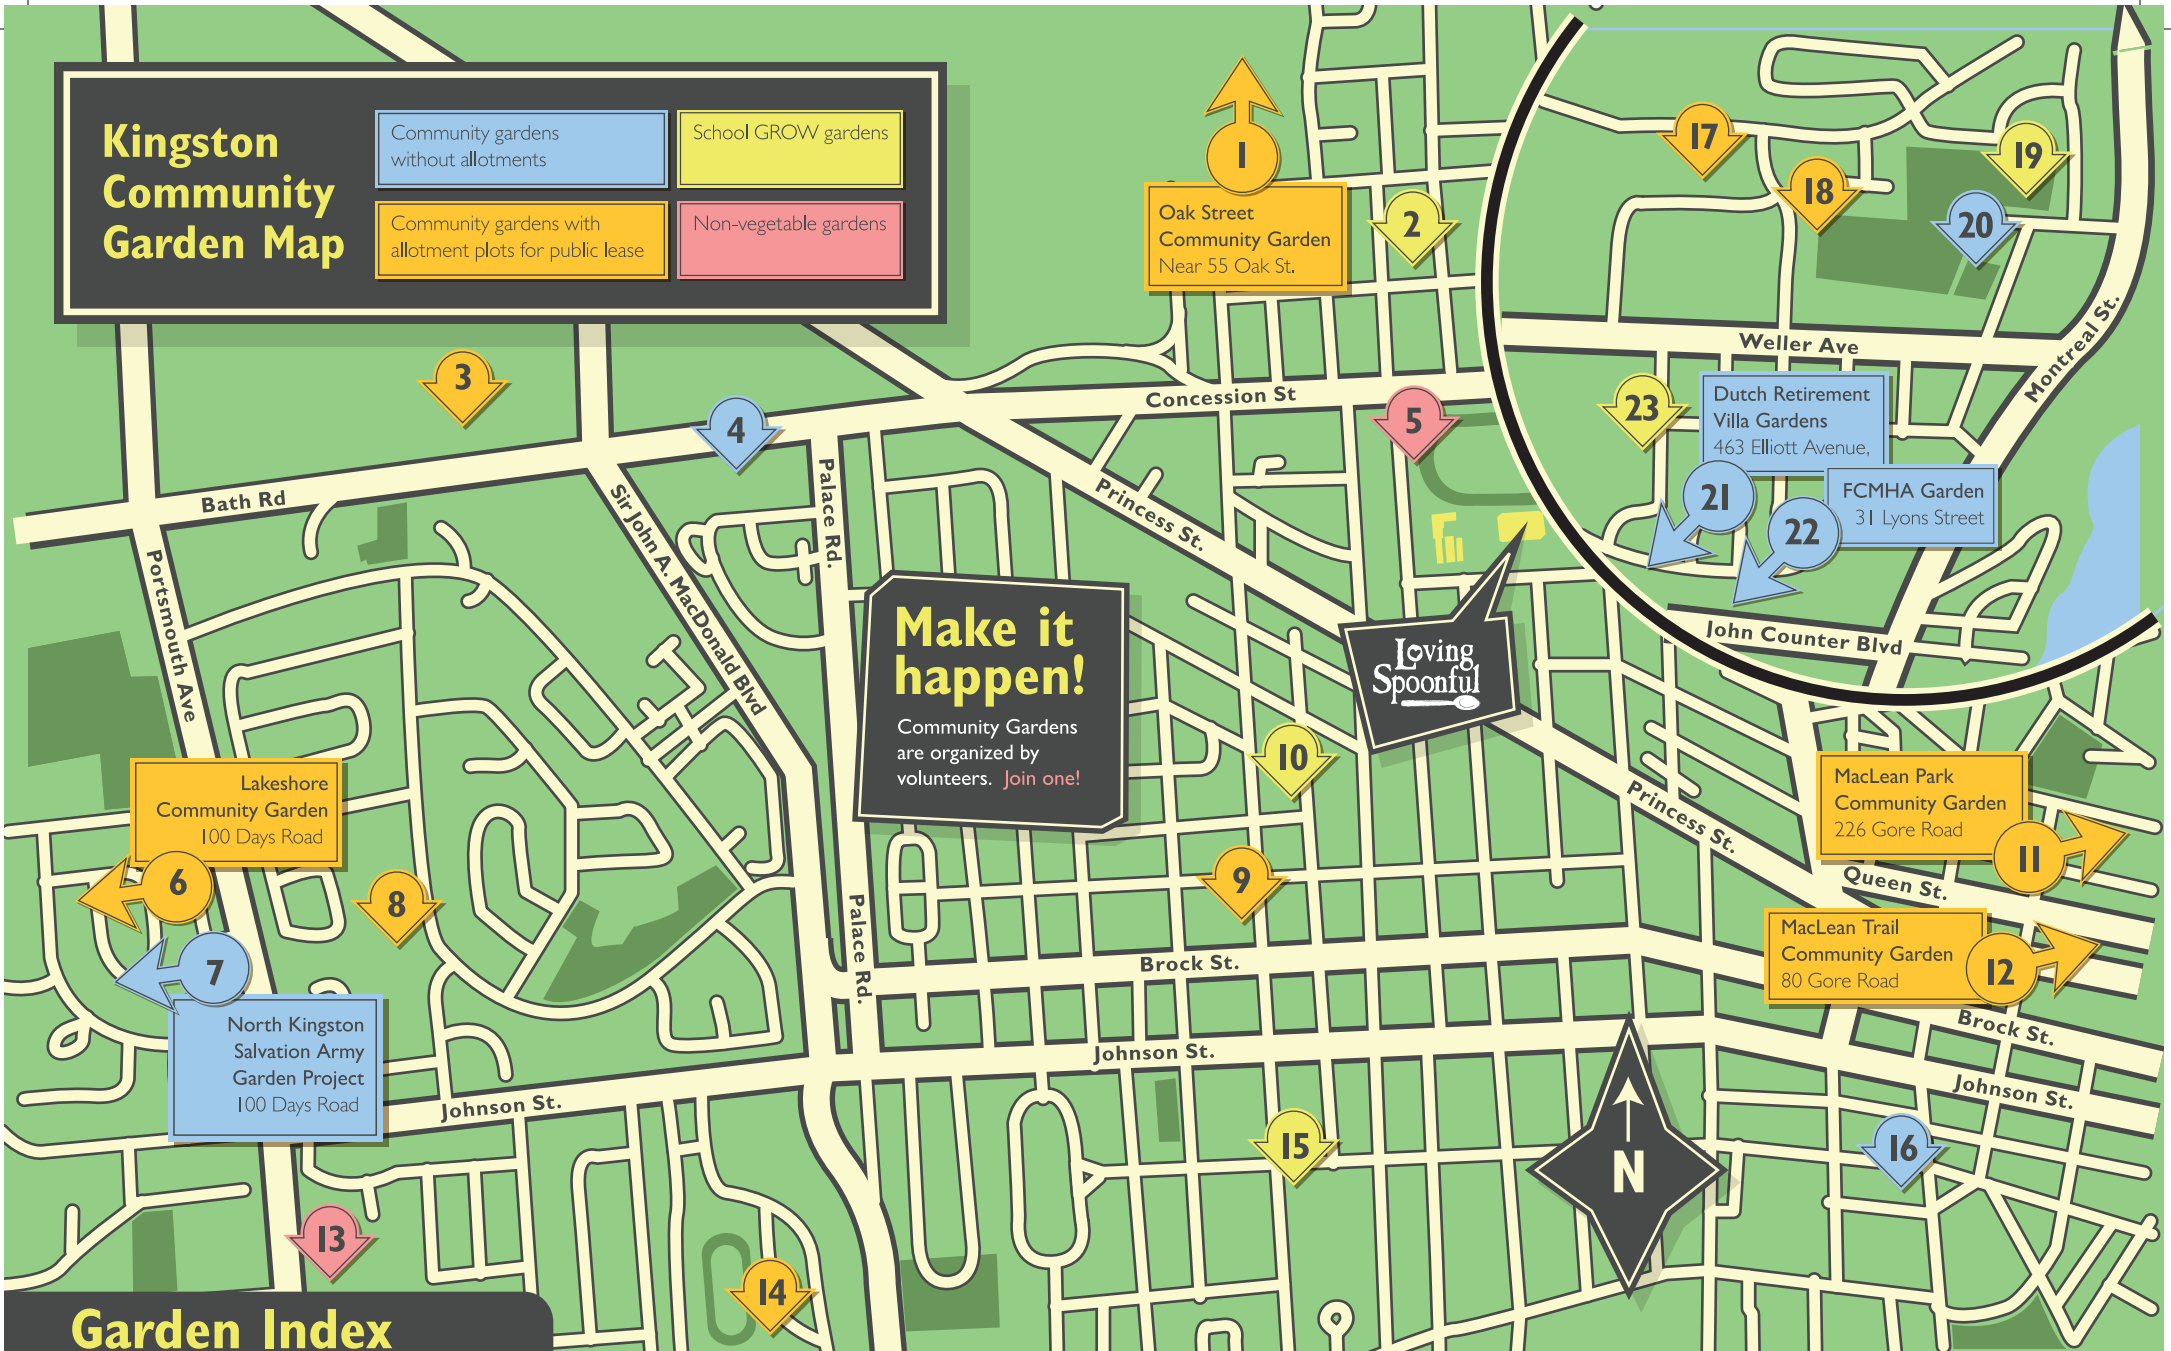 Kingston
Community
Garden Map
Community gardens
without allotments
School GROW gardens
Community gardens with
allotment plots for public lease
Non-vegetable gardens
1
Oak Street
Community Garden
Near 55 Oak St.
2
17
18
19
20
Weller Ave
Montreal St.
3
4
Concession St
5
23
Dutch Retirement
Villa Gardens
463 Elliott Avenue,
21
FCMHA Garden
31 Lyons Street
22
John Counter Blvd
Bath Rd
Portsmouth Ave
Sir John A. MacDonald Blvd
Palace Rd.
Princess St.
Make it
happen!
Community Gardens
are organized by
volunteers. Join one!
Loving
Spoonful
10
Princess St.
Lakeshore
Community Garden
100 Days Road
6
8
7
North Kingston
Salvation Army
Garden Project
100 Days Road
9
Palace Rd.
Brock St.
MacLean Park
Community Garden
226 Gore Road
11
Queen St.
MacLean Trail
Community Garden
80 Gore Road
12
Brock St.
Johnson St.
Johnson St.
Johnson St.
15
N
16
13
14
Garden Index